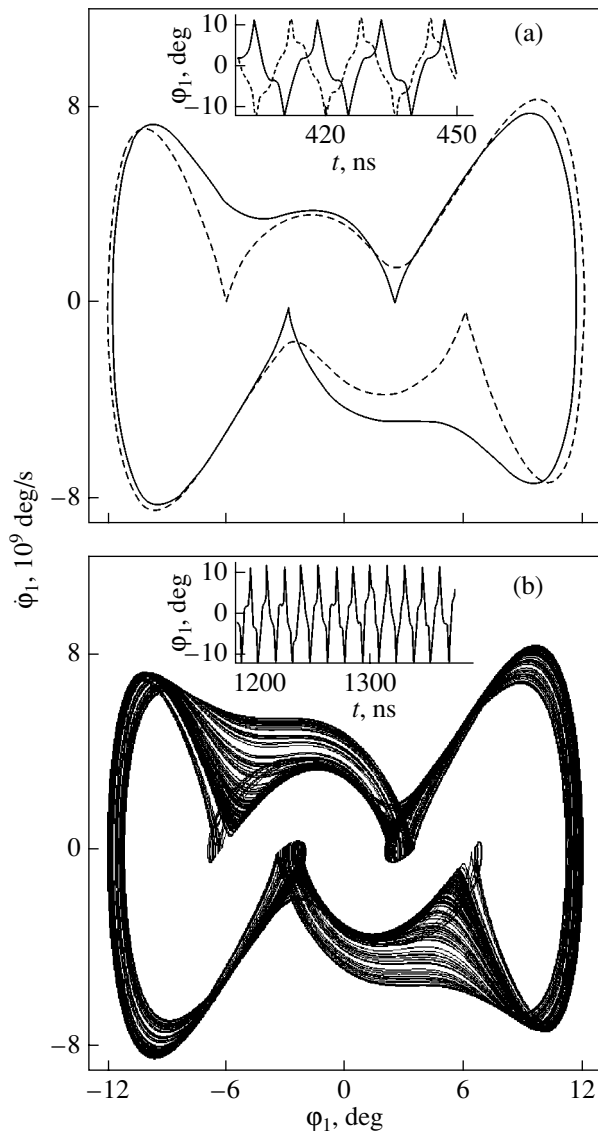 10
0
−10
φ₁, deg
420
450
t, ns
(a)
8
0
−8
φ̇₁, 10⁹ deg/s
10
0
−10
φ₁, deg
1200
1300
t, ns
(b)
8
0
−8
−12
−6
0
6
12
φ₁, deg